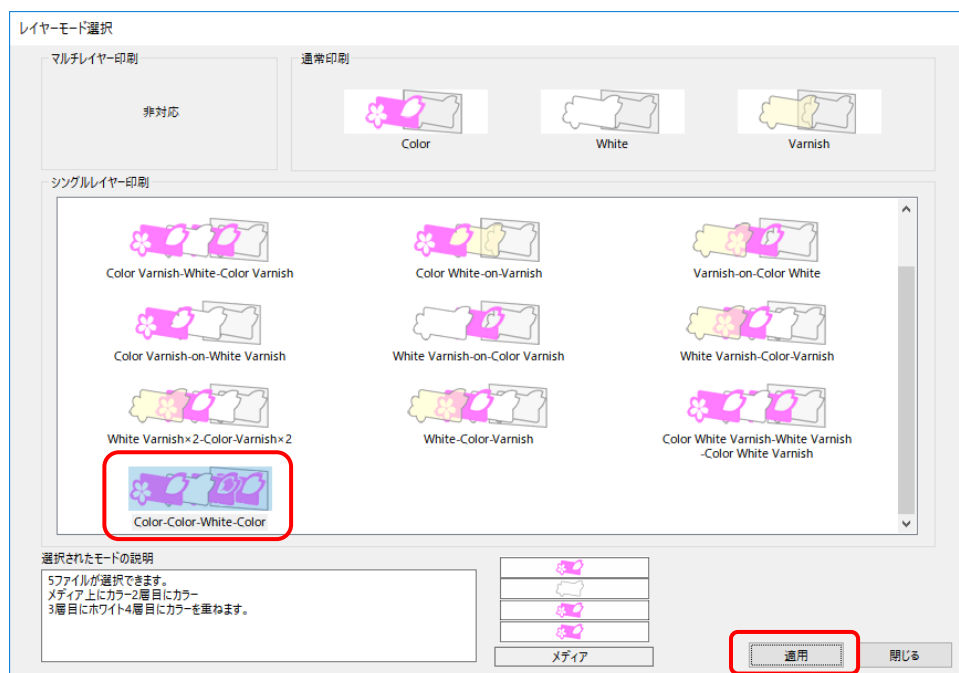 レイヤーモード選択
マルチレイヤー印刷
非対応
通常印刷
Color
White
Varnish
シングルレイヤー印刷
Color Varnish-White-Color Varnish
Color White-on-Varnish
Varnish-on-Color White
Color Varnish-on-White Varnish
White Varnish-on-Color Varnish
White Varnish-Color-Varnish
White Varnish×2-Color-Varnish×2
White-Color-Varnish
Color White Varnish-White Varnish
-Color White Varnish
Color-Color-White-Color
選択されたモードの説明
5ファイルが選択できます。
メディア上にカラー2層目にカラー
3層目にホワイト4層目にカラーを重ねます。
メディア
適用
閉じる